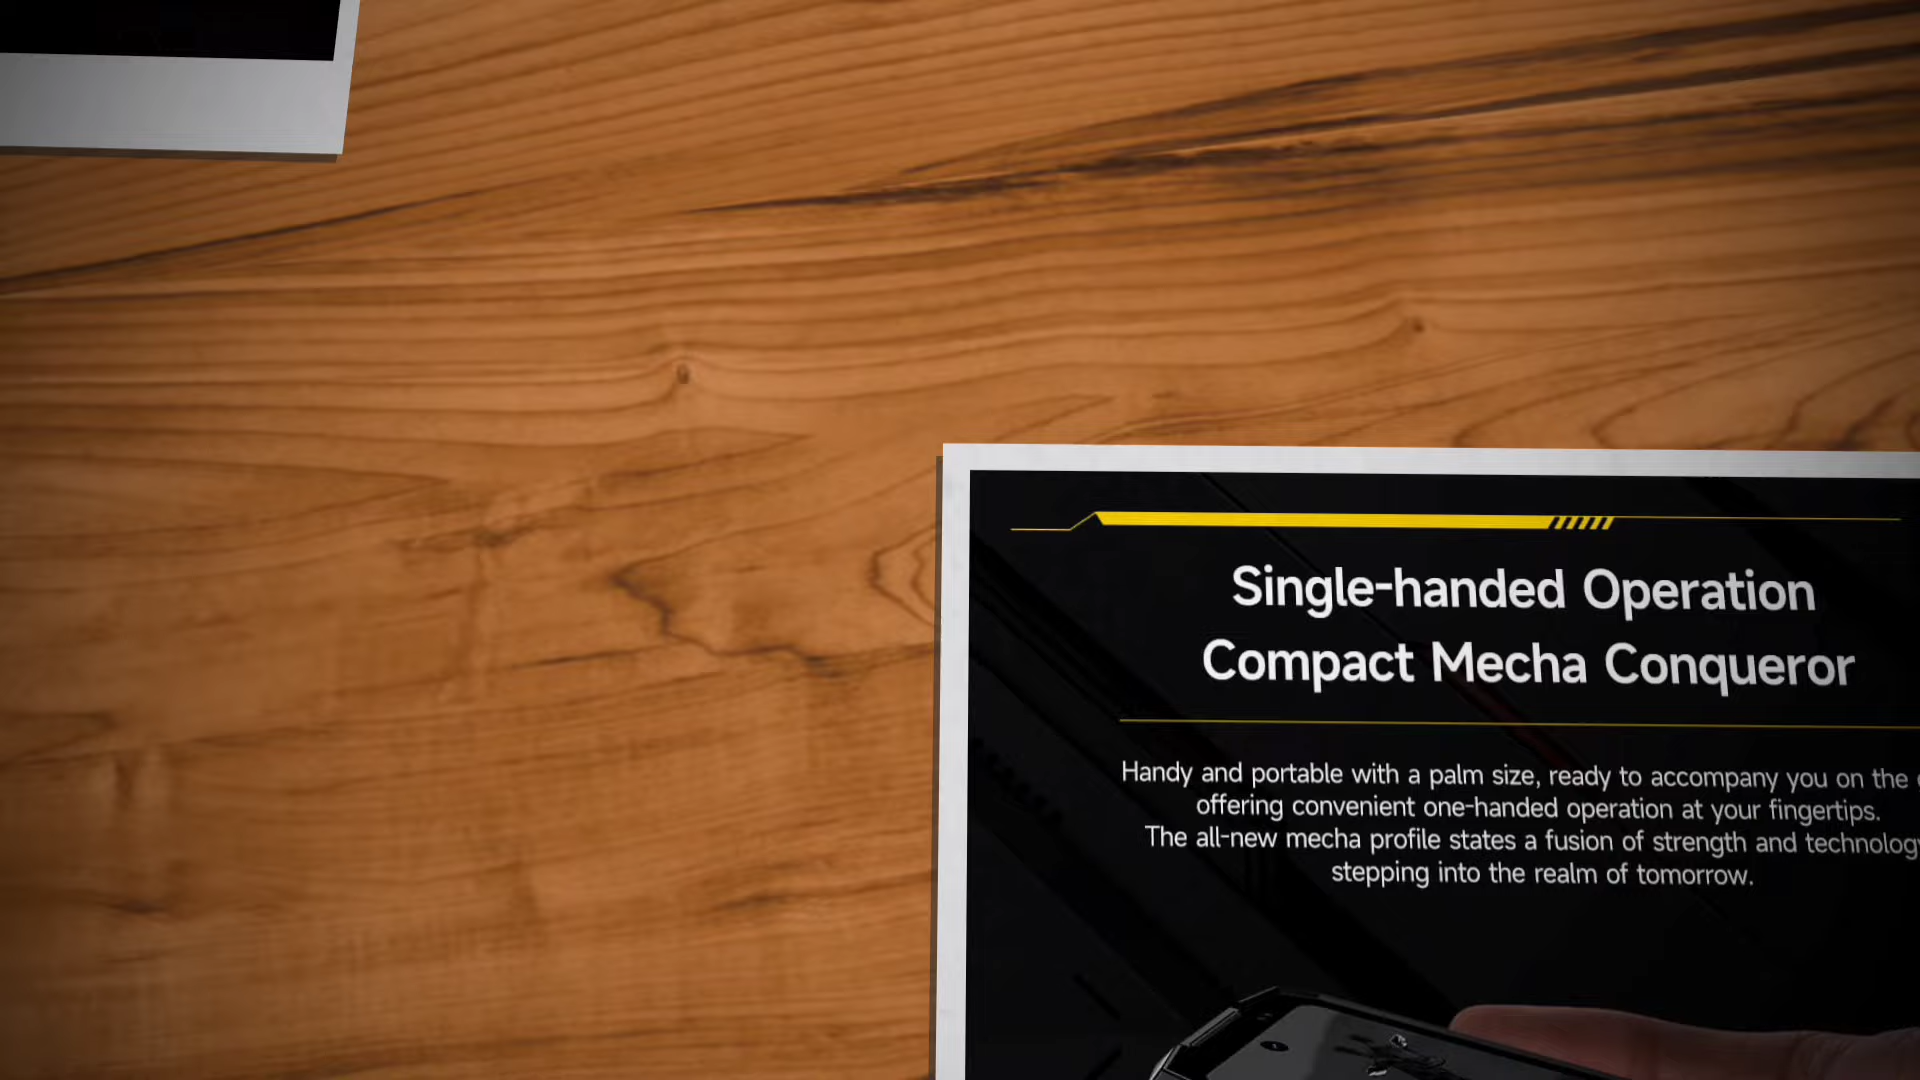 Single-handed Operation
Compact Mecha Conqueror
Handy and portable with a palm size, ready to accompany you on the
offering convenient one-handed operation at your fingertips.
The all-new mecha profile states a fusion of strength and technology
stepping into the realm of tomorrow.